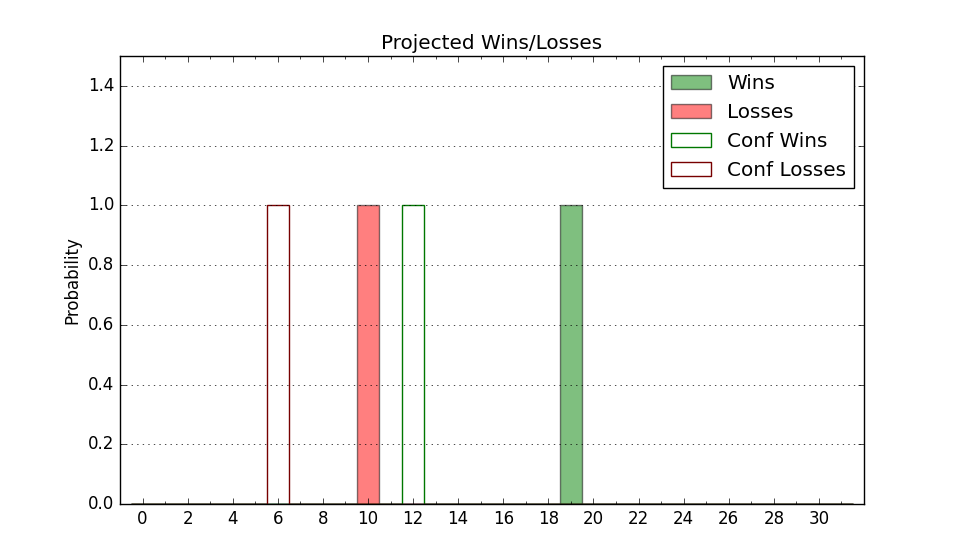 Projected Wins/Losses
Wins
Losses
Conf Wins
Conf Losses
Probability
1.4
1.2
1.0
0.8
0.6
0.4
0.2
0.0
0 2 4 6 8 10 12 14 16 18 20 22 24 26 28 30